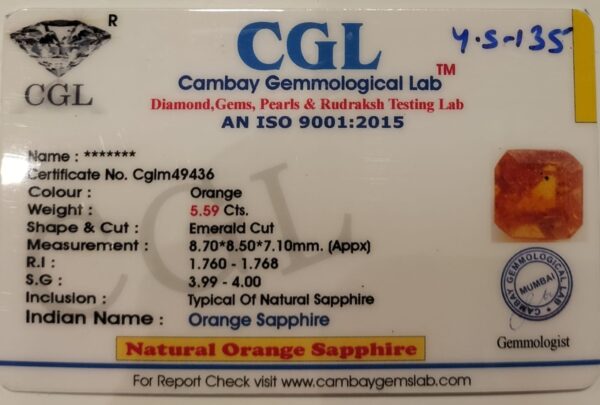 R
CGL
CGL
Cambay Gemmological Lab TM
Diamond,Gems, Pearls & Rudraksh Testing Lab
AN ISO 9001:2015
Y.S-135
Name : *******
Certificate No. Cglm49436
Colour : Orange
Weight : 5.59 Cts.
Shape & Cut : Emerald Cut
Measurement : 8.70*8.50*7.10mm. (Appx)
R.I : 1.760 - 1.768
S.G : 3.99 - 4.00
Inclusion : Typical Of Natural Sapphire
Indian Name : Orange Sapphire
CAMBAY GEMMOLOGICAL LAB
MUMBAI
Gemmologist
Natural Orange Sapphire
For Report Check visit www.cambaygemslab.com
CGL